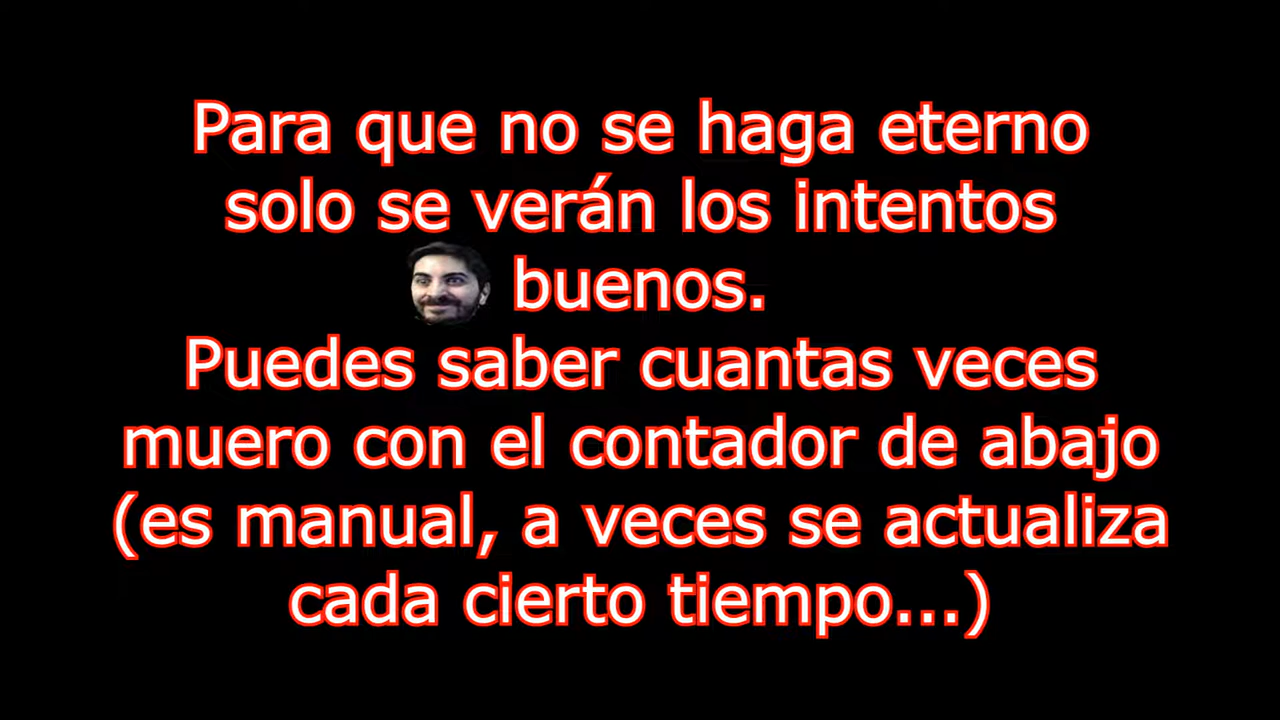 Para que no se haga eterno
solo se verán los intentos
buenos.
Puedes saber cuantas veces
muero con el contador de abajo
(es manual, a veces se actualiza
cada cierto tiempo...)